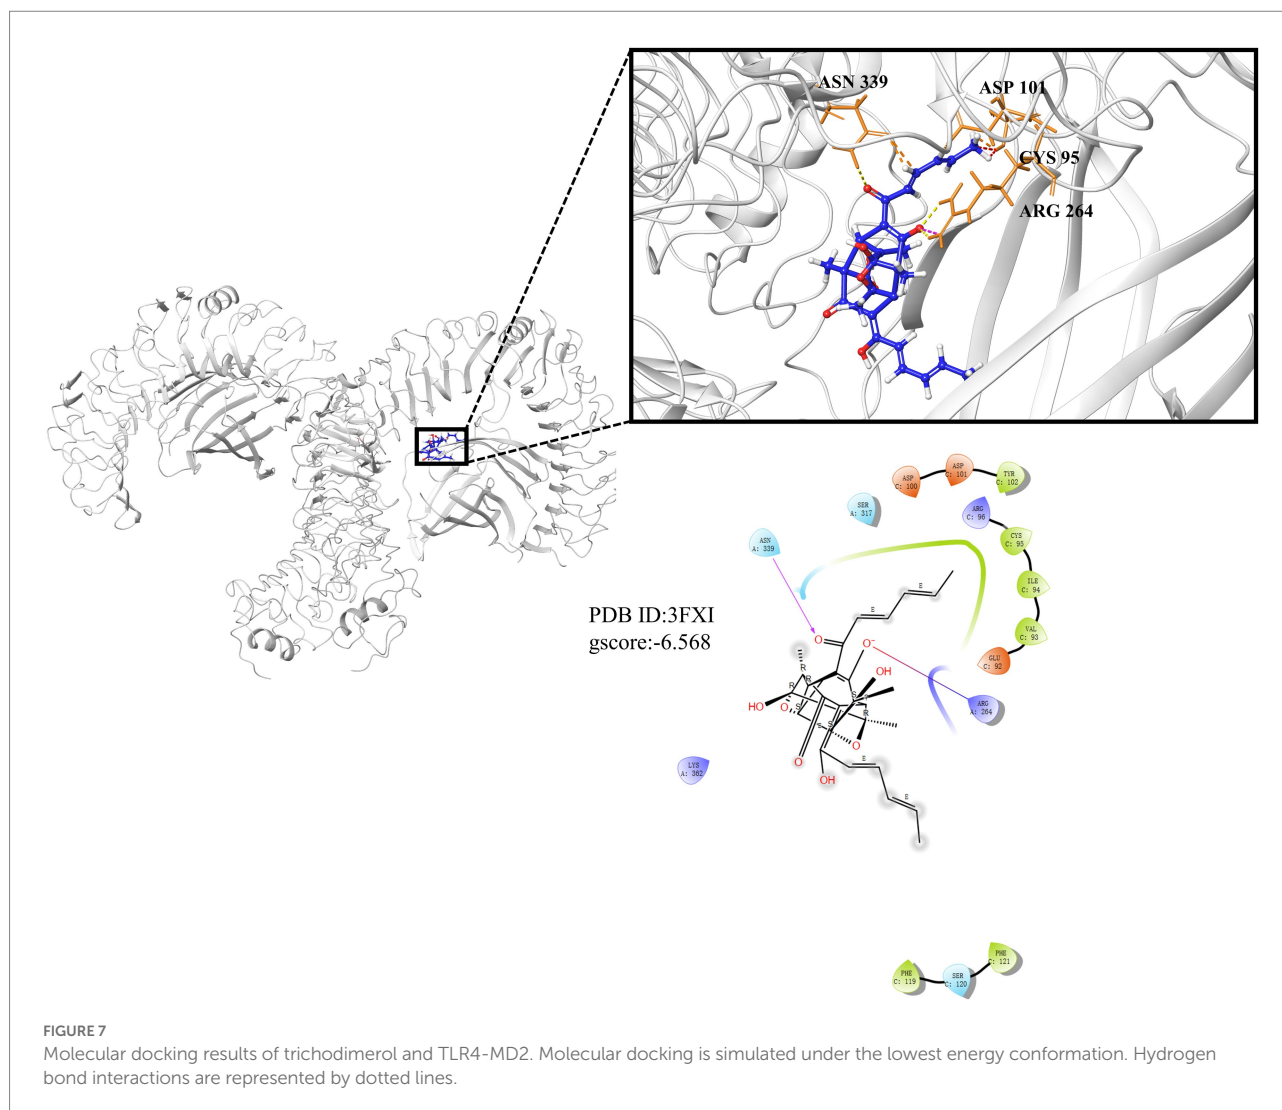 ASN 339
ASP 101
CYS 95
ARG 264
ASP
C: 100
ASP
C: 101
TYR
C: 102
SER
A: 317
ARG
C: 96
ASN
A: 339
CYS
C: 95
ILE
C: 94
VAL
C: 93
GLU
C: 92
ARG
A: 264
LYS
A: 362
PDB ID:3FXI
gscore:-6.568
E
E
O
O⁻
OH
R
R
R
S
HO
O
S
S
S
R
O
O
OH
E
E
PHE
C: 119
SER
C: 120
PHE
C: 121
FIGURE 7
Molecular docking results of trichodimerol and TLR4-MD2. Molecular docking is simulated under the lowest energy conformation. Hydrogen
bond interactions are represented by dotted lines.